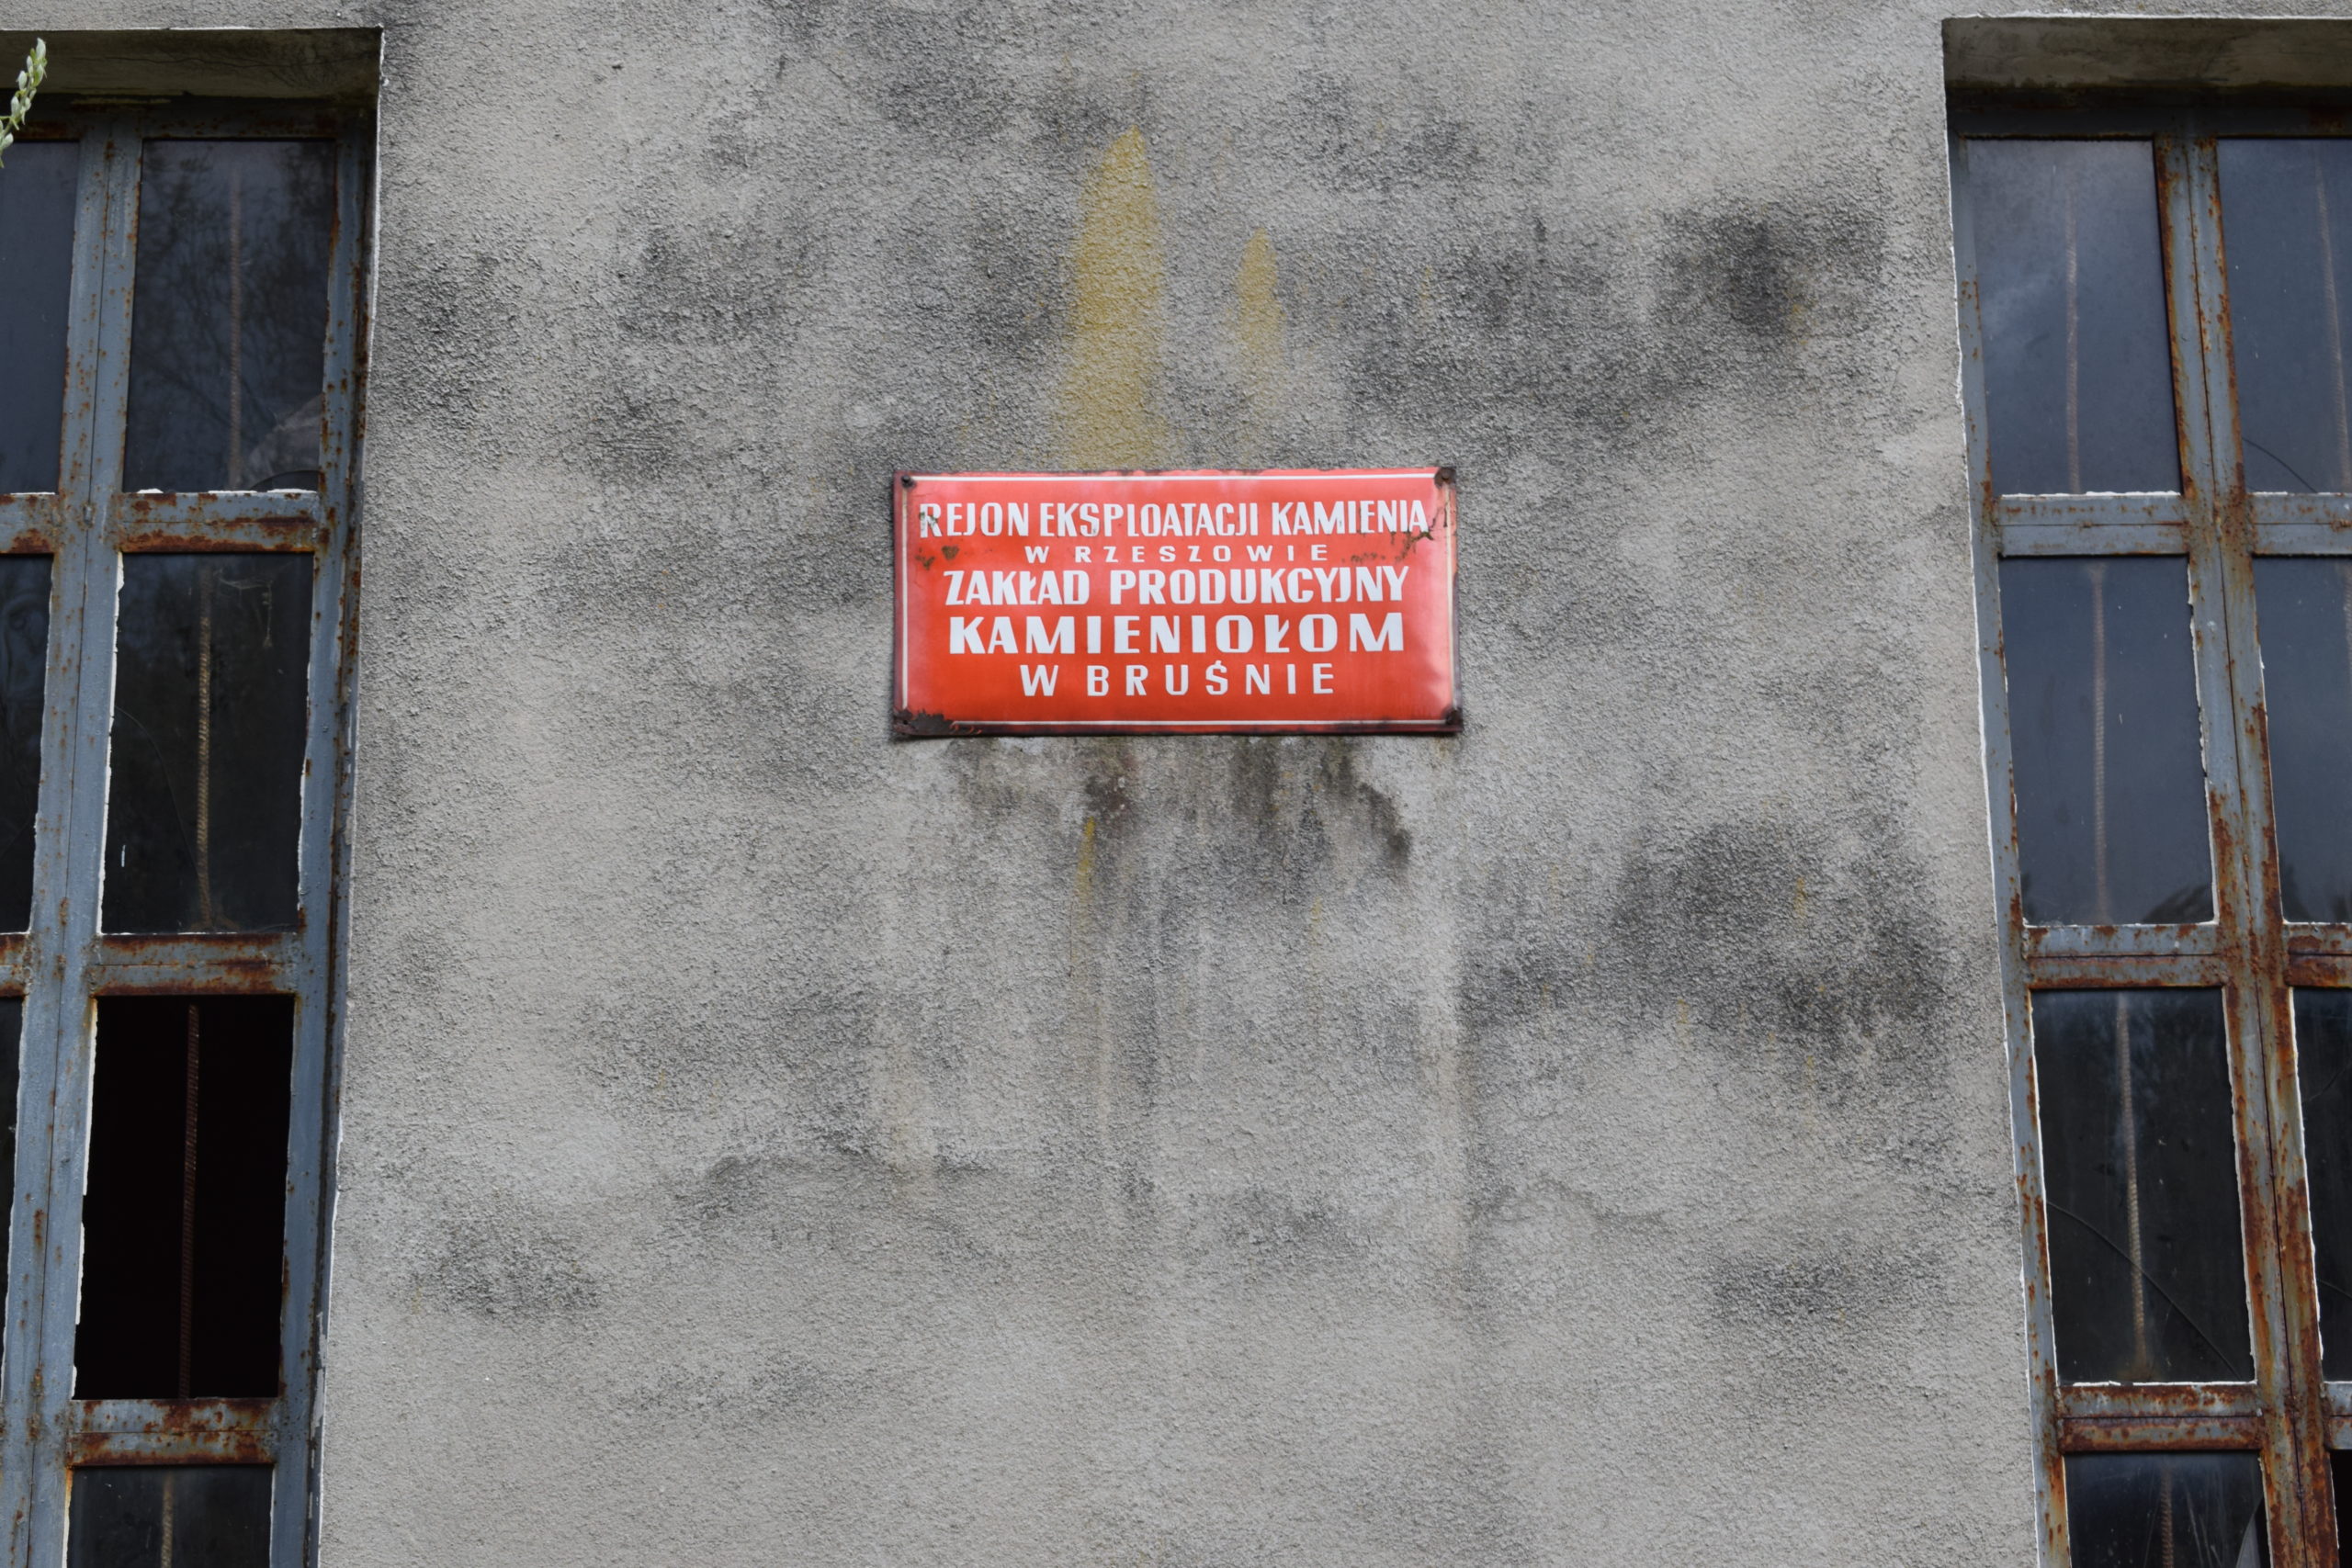 REJON EKSPLOATACJI KAMIENIA
W RZESZOWIE
ZAKŁAD PRODUKCYJNY
KAMIENIOŁOM
W BRUŚNIE